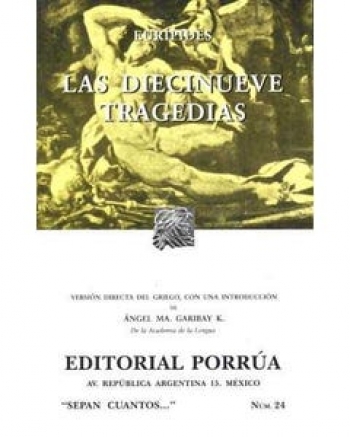 EURIPIDES
LAS DIECINUEVE
TRAGEDIAS
VERSIÓN DIRECTA DEL GRIEGO, CON UNA INTRODUCCIÓN
DE
ÁNGEL MA. GARIBAY K.
De la Academia de la Lengua
EDITORIAL PORRÚA
AV. REPÚBLICA ARGENTINA 15. MÉXICO
"SEPAN CUANTOS..." NÚM. 24